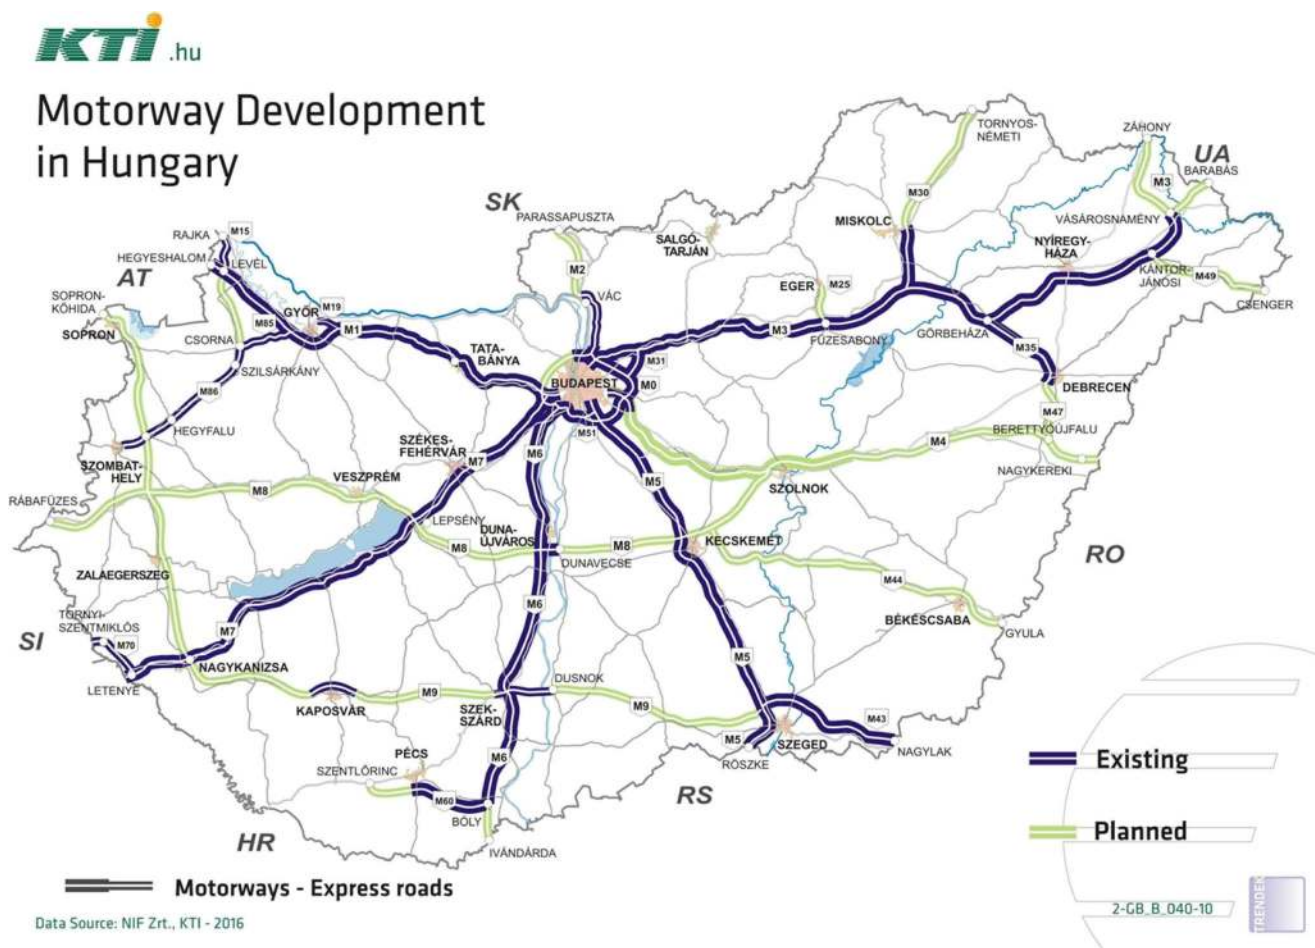 KTI .hu
Motorway Development
in Hungary
TORNYOS-
NÉMETI
ZÁHONY
UA
BARABÁS
M3
SK
PARASSAPUSZTA
M30
MISKOLC
VÁSÁROSNAMÉNY
RAJKA
M15
SALGÓ-
TARJÁN
NYÍREGY-
HÁZA
HEGYESHALOM
LEVÉL
AT
M2
EGER
M25
KÁNTOR-
JÁNOSI
M49
CSENGER
SOPRON-
KŐHIDA
SOPRON
VÁC
GYŐR
M19
M85
M1
M3
FÜZESABONY
GÖRBEHÁZA
CSORNA
TATA-
BÁNYA
M35
M31
SZILSÁRKÁNY
BUDAPEST
M0
DEBRECEN
M86
M47
HEGYFALU
M51
BERETTYÓÚJFALU
M4
SZÉKES-
FEHÉRVÁR
M7
M6
SZOMBAT-
HELY
VESZPRÉM
M5
SZOLNOK
NAGYKEREKI
M8
RÁBAFÜZES
LEPSÉNY
DUNA-
ÚJVÁROS
M8
M8
KECSKEMÉT
DUNAVECSE
RO
ZALAEGERSZEG
M44
M6
BÉKÉSCSABA
TORNYI-
SZENTMIKLÓS
GYULA
SI
M70
M7
M5
NAGYKANIZSA
LETENYE
DUSNOK
M9
KAPOSVÁR
SZEK-
SZÁRD
M9
M43
M5
SZEGED
NAGYLAK
RÖSZKE
PÉCS
M6
SZENTLŐRINC
M60
BÓLY
RS
HR
IVÁNDÁRDA
Existing
Planned
Motorways - Express roads
Data Source: NIF Zrt., KTI - 2016
2-GB_B_040-10
TRENDEK